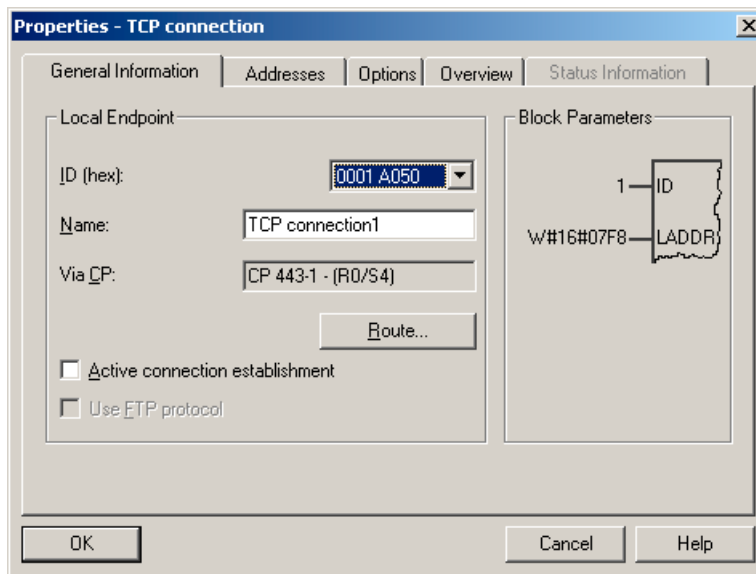 Properties - TCP connection
General Information
Addresses
Options
Overview
Status Information
Local Endpoint
ID (hex):
0001 A050
Name:
TCP connection1
Via CP:
CP 443-1 - (R0/S4)
Route...
Active connection establishment
Use FTP protocol
Block Parameters
1
ID
W#16#07F8
LADDR
OK
Cancel
Help